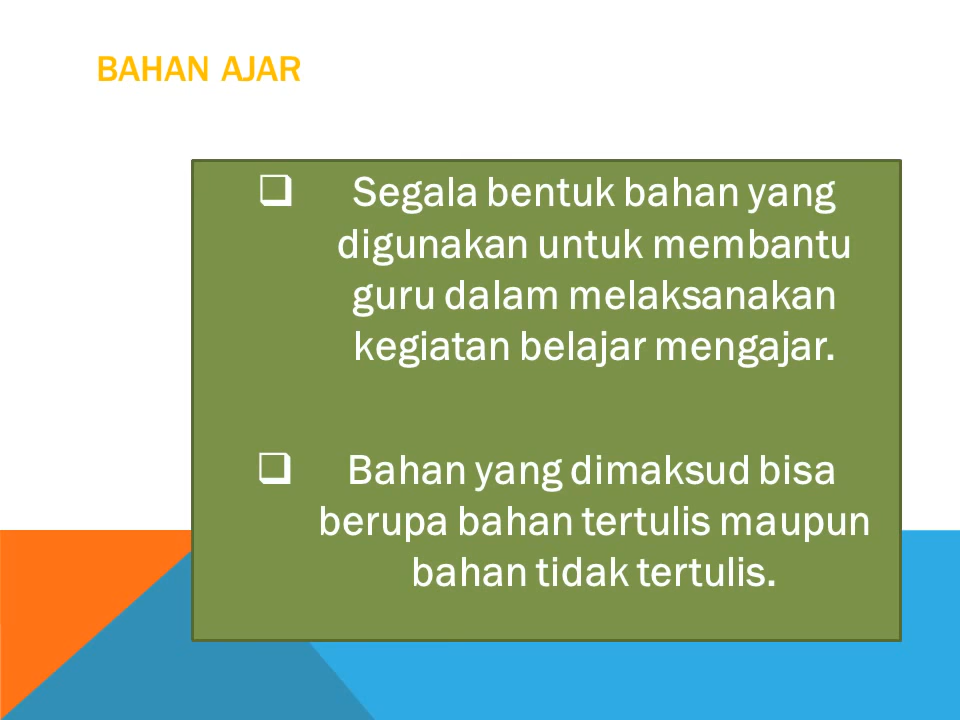 BAHAN AJAR
❑ Segala bentuk bahan yang
digunakan untuk membantu
guru dalam melaksanakan
kegiatan belajar mengajar.
❑ Bahan yang dimaksud bisa
berupa bahan tertulis maupun
bahan tidak tertulis.